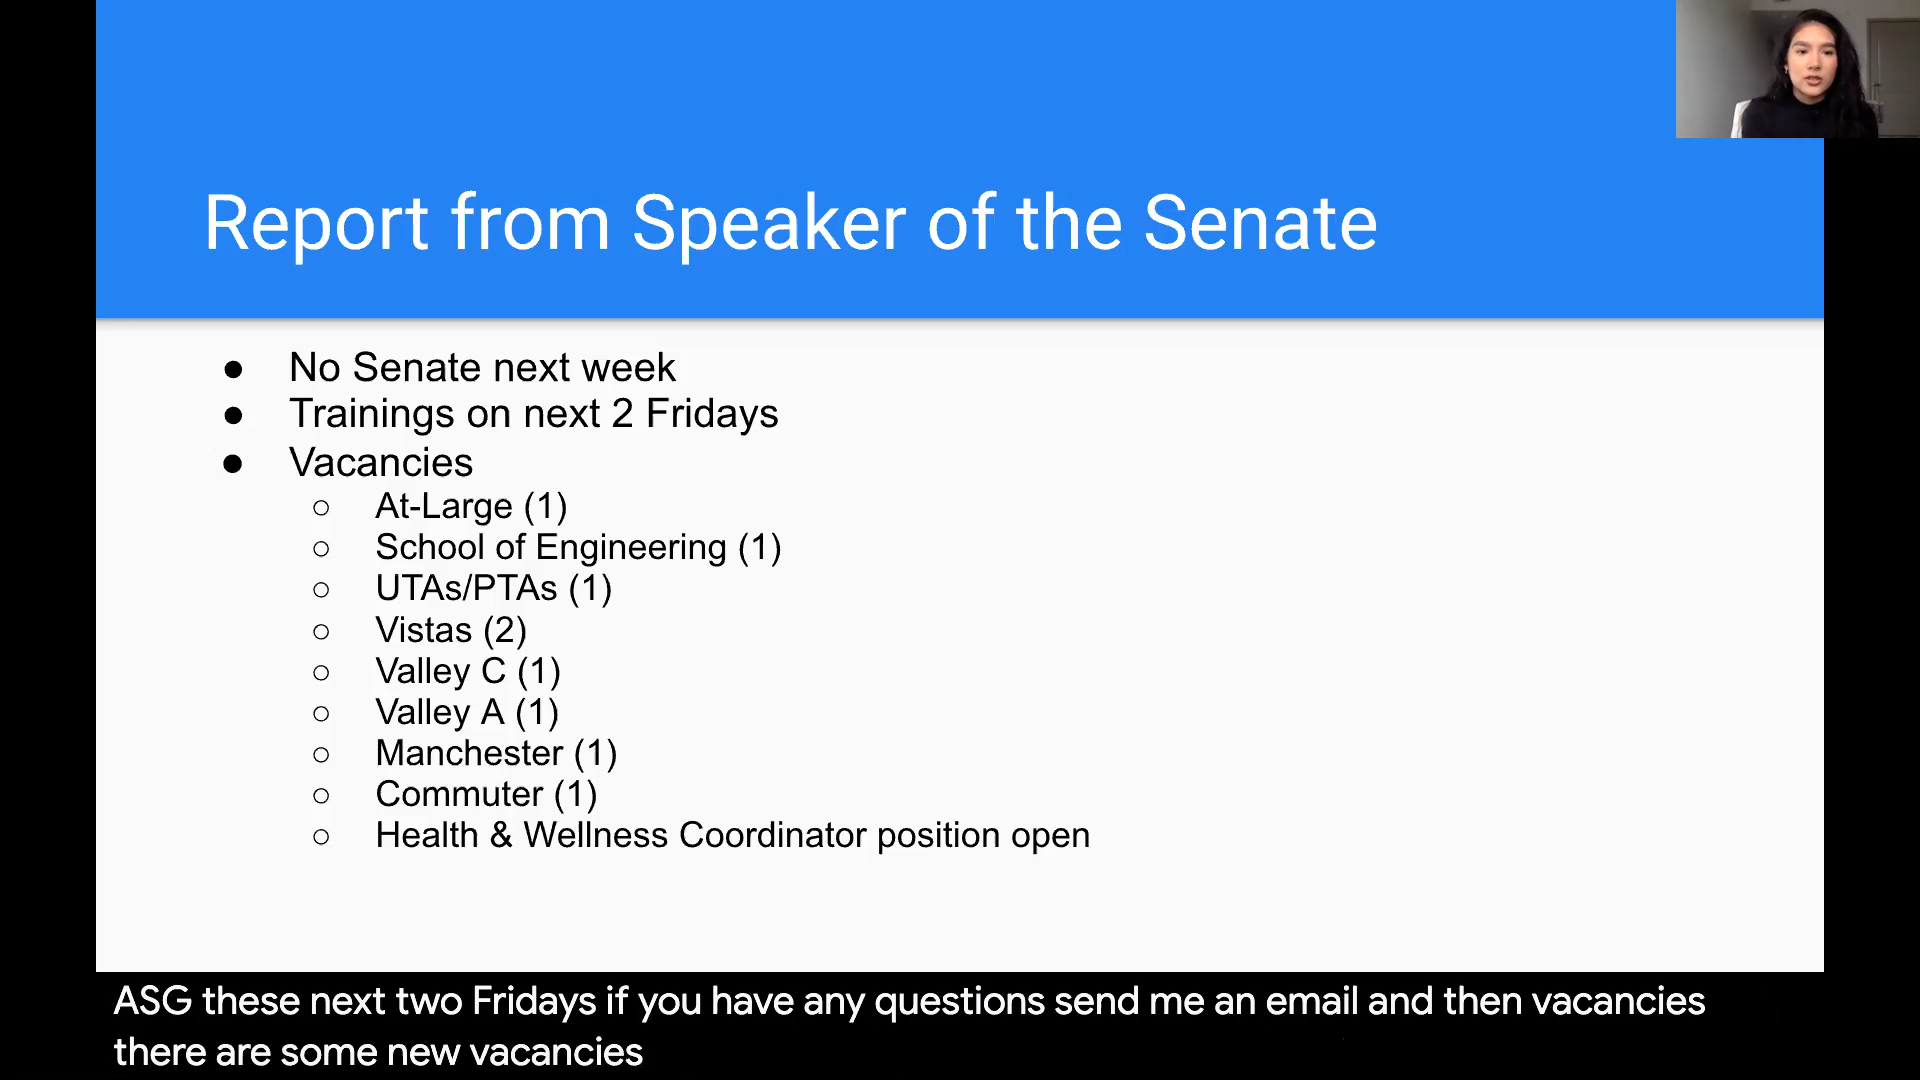 Report from Speaker of the Senate
● No Senate next week
● Trainings on next 2 Fridays
● Vacancies
○ At-Large (1)
○ School of Engineering (1)
○ UTAs/PTAs (1)
○ Vistas (2)
○ Valley C (1)
○ Valley A (1)
○ Manchester (1)
○ Commuter (1)
○ Health & Wellness Coordinator position open
ASG these next two Fridays if you have any questions send me an email and then vacancies
there are some new vacancies